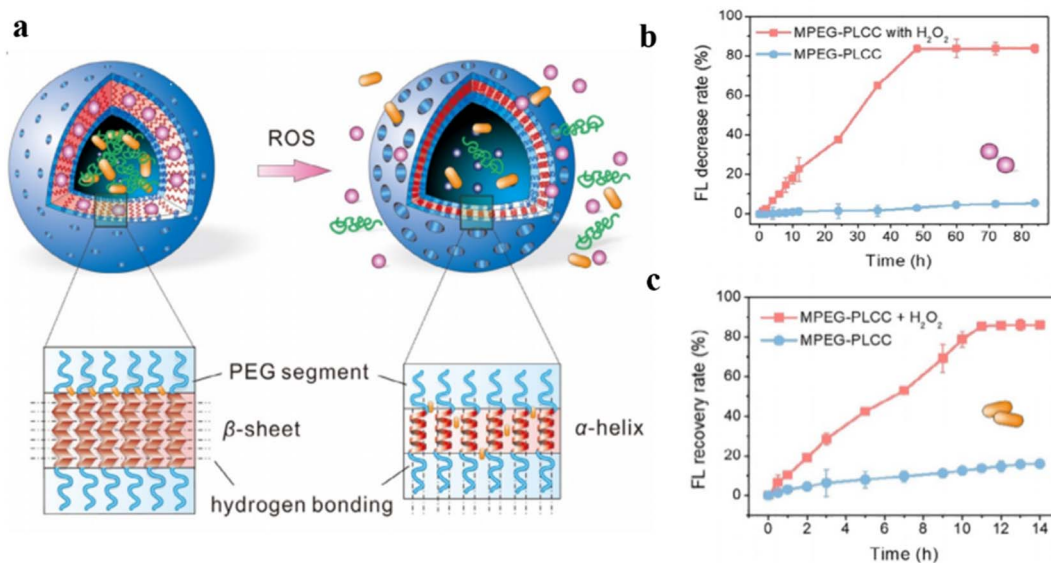 a
ROS
PEG segment
β-sheet
α-helix
hydrogen bonding
b
MPEG-PLCC with H₂O₂
MPEG-PLCC
FL decrease rate (%)
100
80
60
40
20
0
0 10 20 30 40 50 60 70 80
Time (h)
c
MPEG-PLCC + H₂O₂
MPEG-PLCC
FL recovery rate (%)
100
80
60
40
20
0
0 2 4 6 8 10 12 14
Time (h)